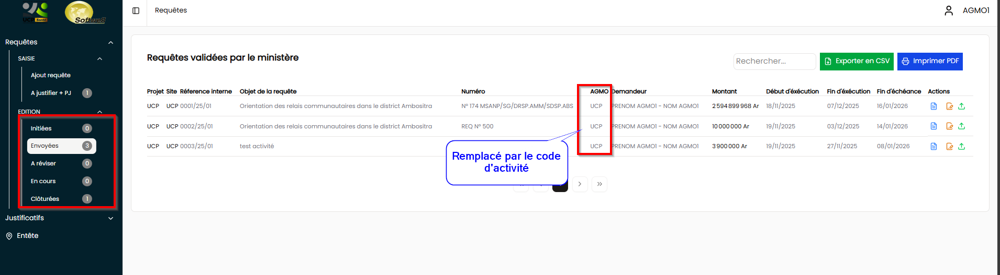 UCP Santé
Softwell
Requêtes
AGMO1
Requêtes
SAISIE
Ajout requête
A justifier + PJ 1
EDITION
Initiées 0
Envoyées 3
A réviser 0
En cours 0
Clôturées 1
Justificatifs
Entête
Requêtes validées par le ministère
Rechercher...
Exporter en CSV
Imprimer PDF
Projet Site Réference interne Objet de la requête Numéro AGMO Demandeur Montant Début d'éxécution Fin d'éxécution Fin d'échéance Actions
UCP UCP 0001/25/01 Orientation des relais communautaires dans le district Ambositra N° 174 MSANP/SG/DRSP.AMM/SDSP.ABS UCP PRENOM AGMO1 - NOM AGMO1 2 594 899 968 Ar 18/11/2025 07/12/2025 16/01/2026
UCP UCP 0002/25/01 Orientation des relais communautaires dans le district Ambositra REQ N° 500 UCP PRENOM AGMO1 - NOM AGMO1 10 000 000 Ar 19/11/2025 03/12/2025 14/01/2026
UCP UCP 0003/25/01 test activité UCP PRENOM AGMO1 - NOM AGMO1 3 900 000 Ar 19/11/2025 27/11/2025 08/01/2026
Remplacé par le code
d'activité